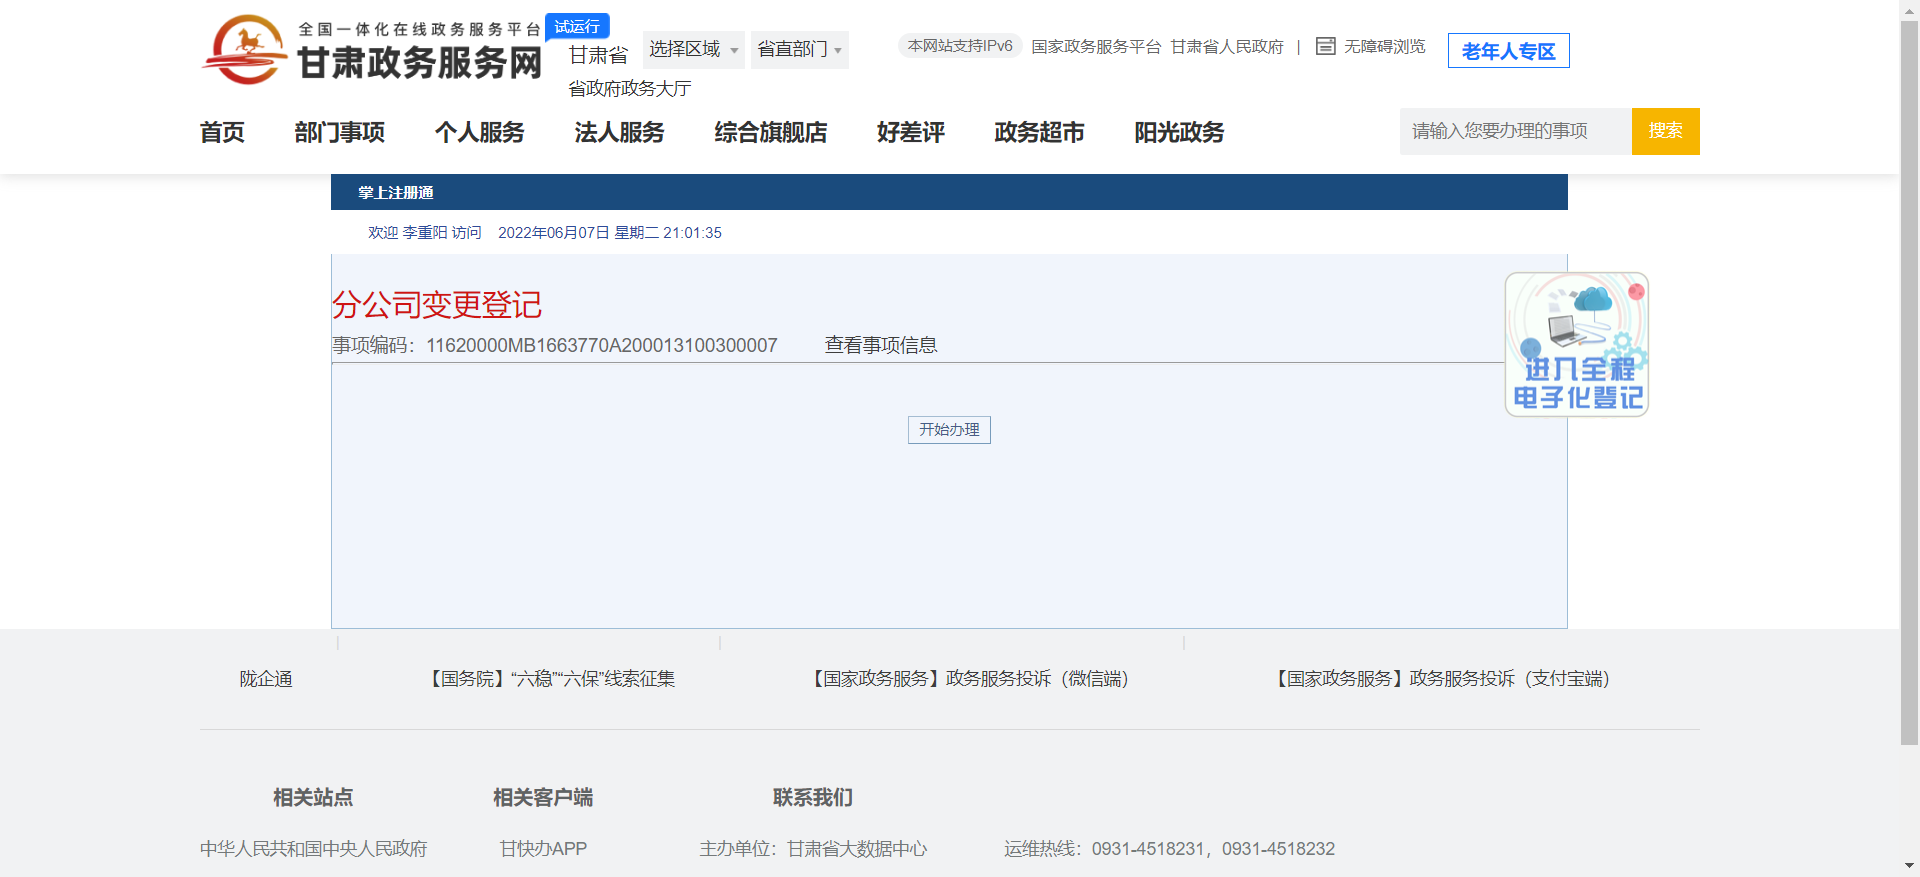 全国一体化在线政务服务平台
甘肃政务服务网
试运行
甘肃省 选择区域 省直部门
省政府政务大厅
本网站支持IPv6 国家政务服务平台 甘肃省人民政府 | 无障碍浏览 老年人专区
首页 部门事项 个人服务 法人服务 综合旗舰店 好差评 政务超市 阳光政务
请输入您要办理的事项 搜索
掌上注册通
欢迎 李重阳 访问 2022年06月07日 星期二 21:01:35
分公司变更登记
事项编码：11620000MB1663770A200013100300007 查看事项信息
进入全程
电子化登记
开始办理
陇企通 【国务院】“六稳”“六保”线索征集 【国家政务服务】政务服务投诉（微信端） 【国家政务服务】政务服务投诉（支付宝端）
相关站点 相关客户端 联系我们
中华人民共和国中央人民政府 甘快办APP 主办单位：甘肃省大数据中心 运维热线：0931-4518231，0931-4518232